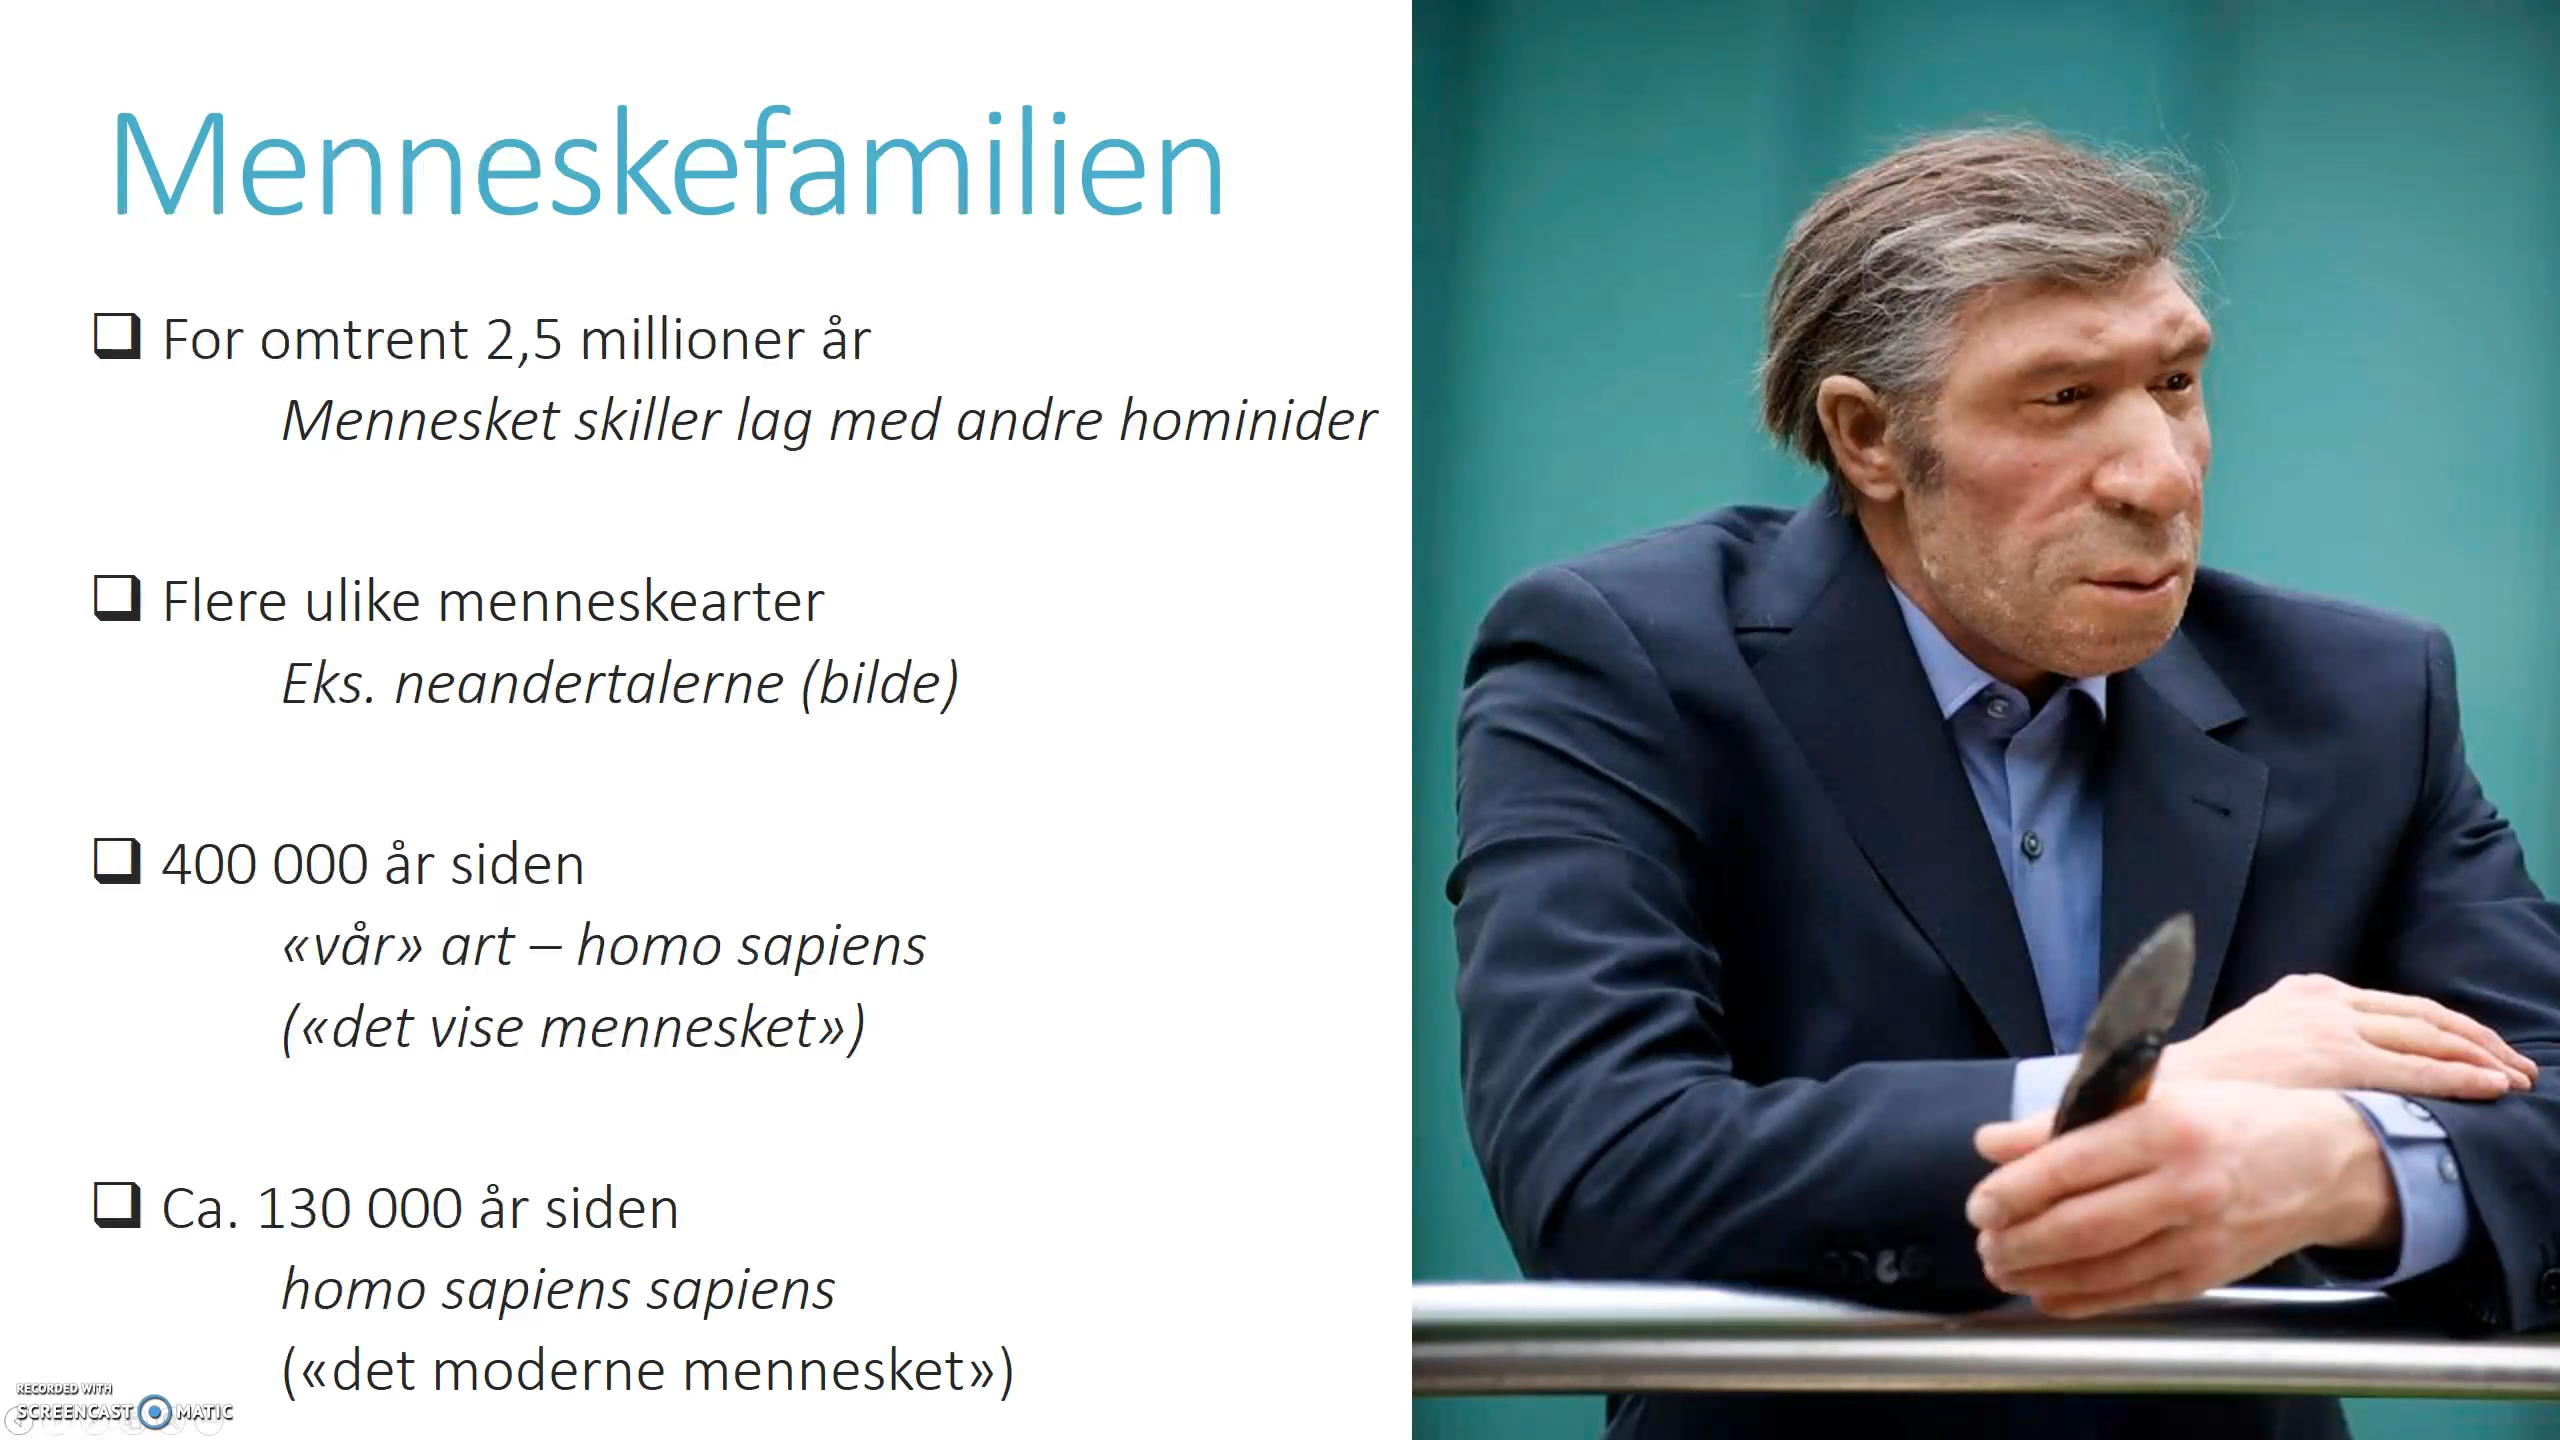 Menneskefamilien
For omtrent 2,5 millioner år
Mennesket skiller lag med andre hominider
Flere ulike menneskearter
Eks. neandertalerne (bilde)
400 000 år siden
«vår» art – homo sapiens
(«det vise mennesket»)
Ca. 130 000 år siden
homo sapiens sapiens
(«det moderne mennesket»)
RECORDED WITH
SCREENCAST MATIC